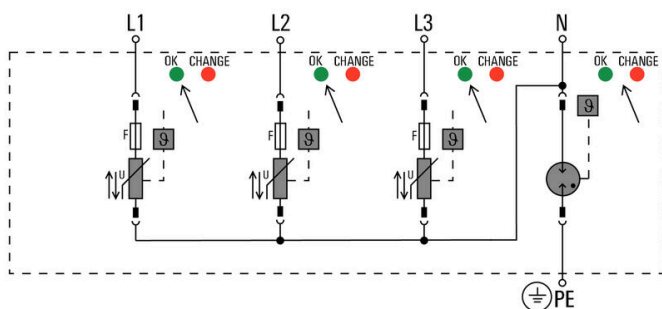 L1 L2 L3 N
OK CHANGE OK CHANGE OK CHANGE OK CHANGE
ϑ
F ϑ F ϑ F ϑ
U U U
PE